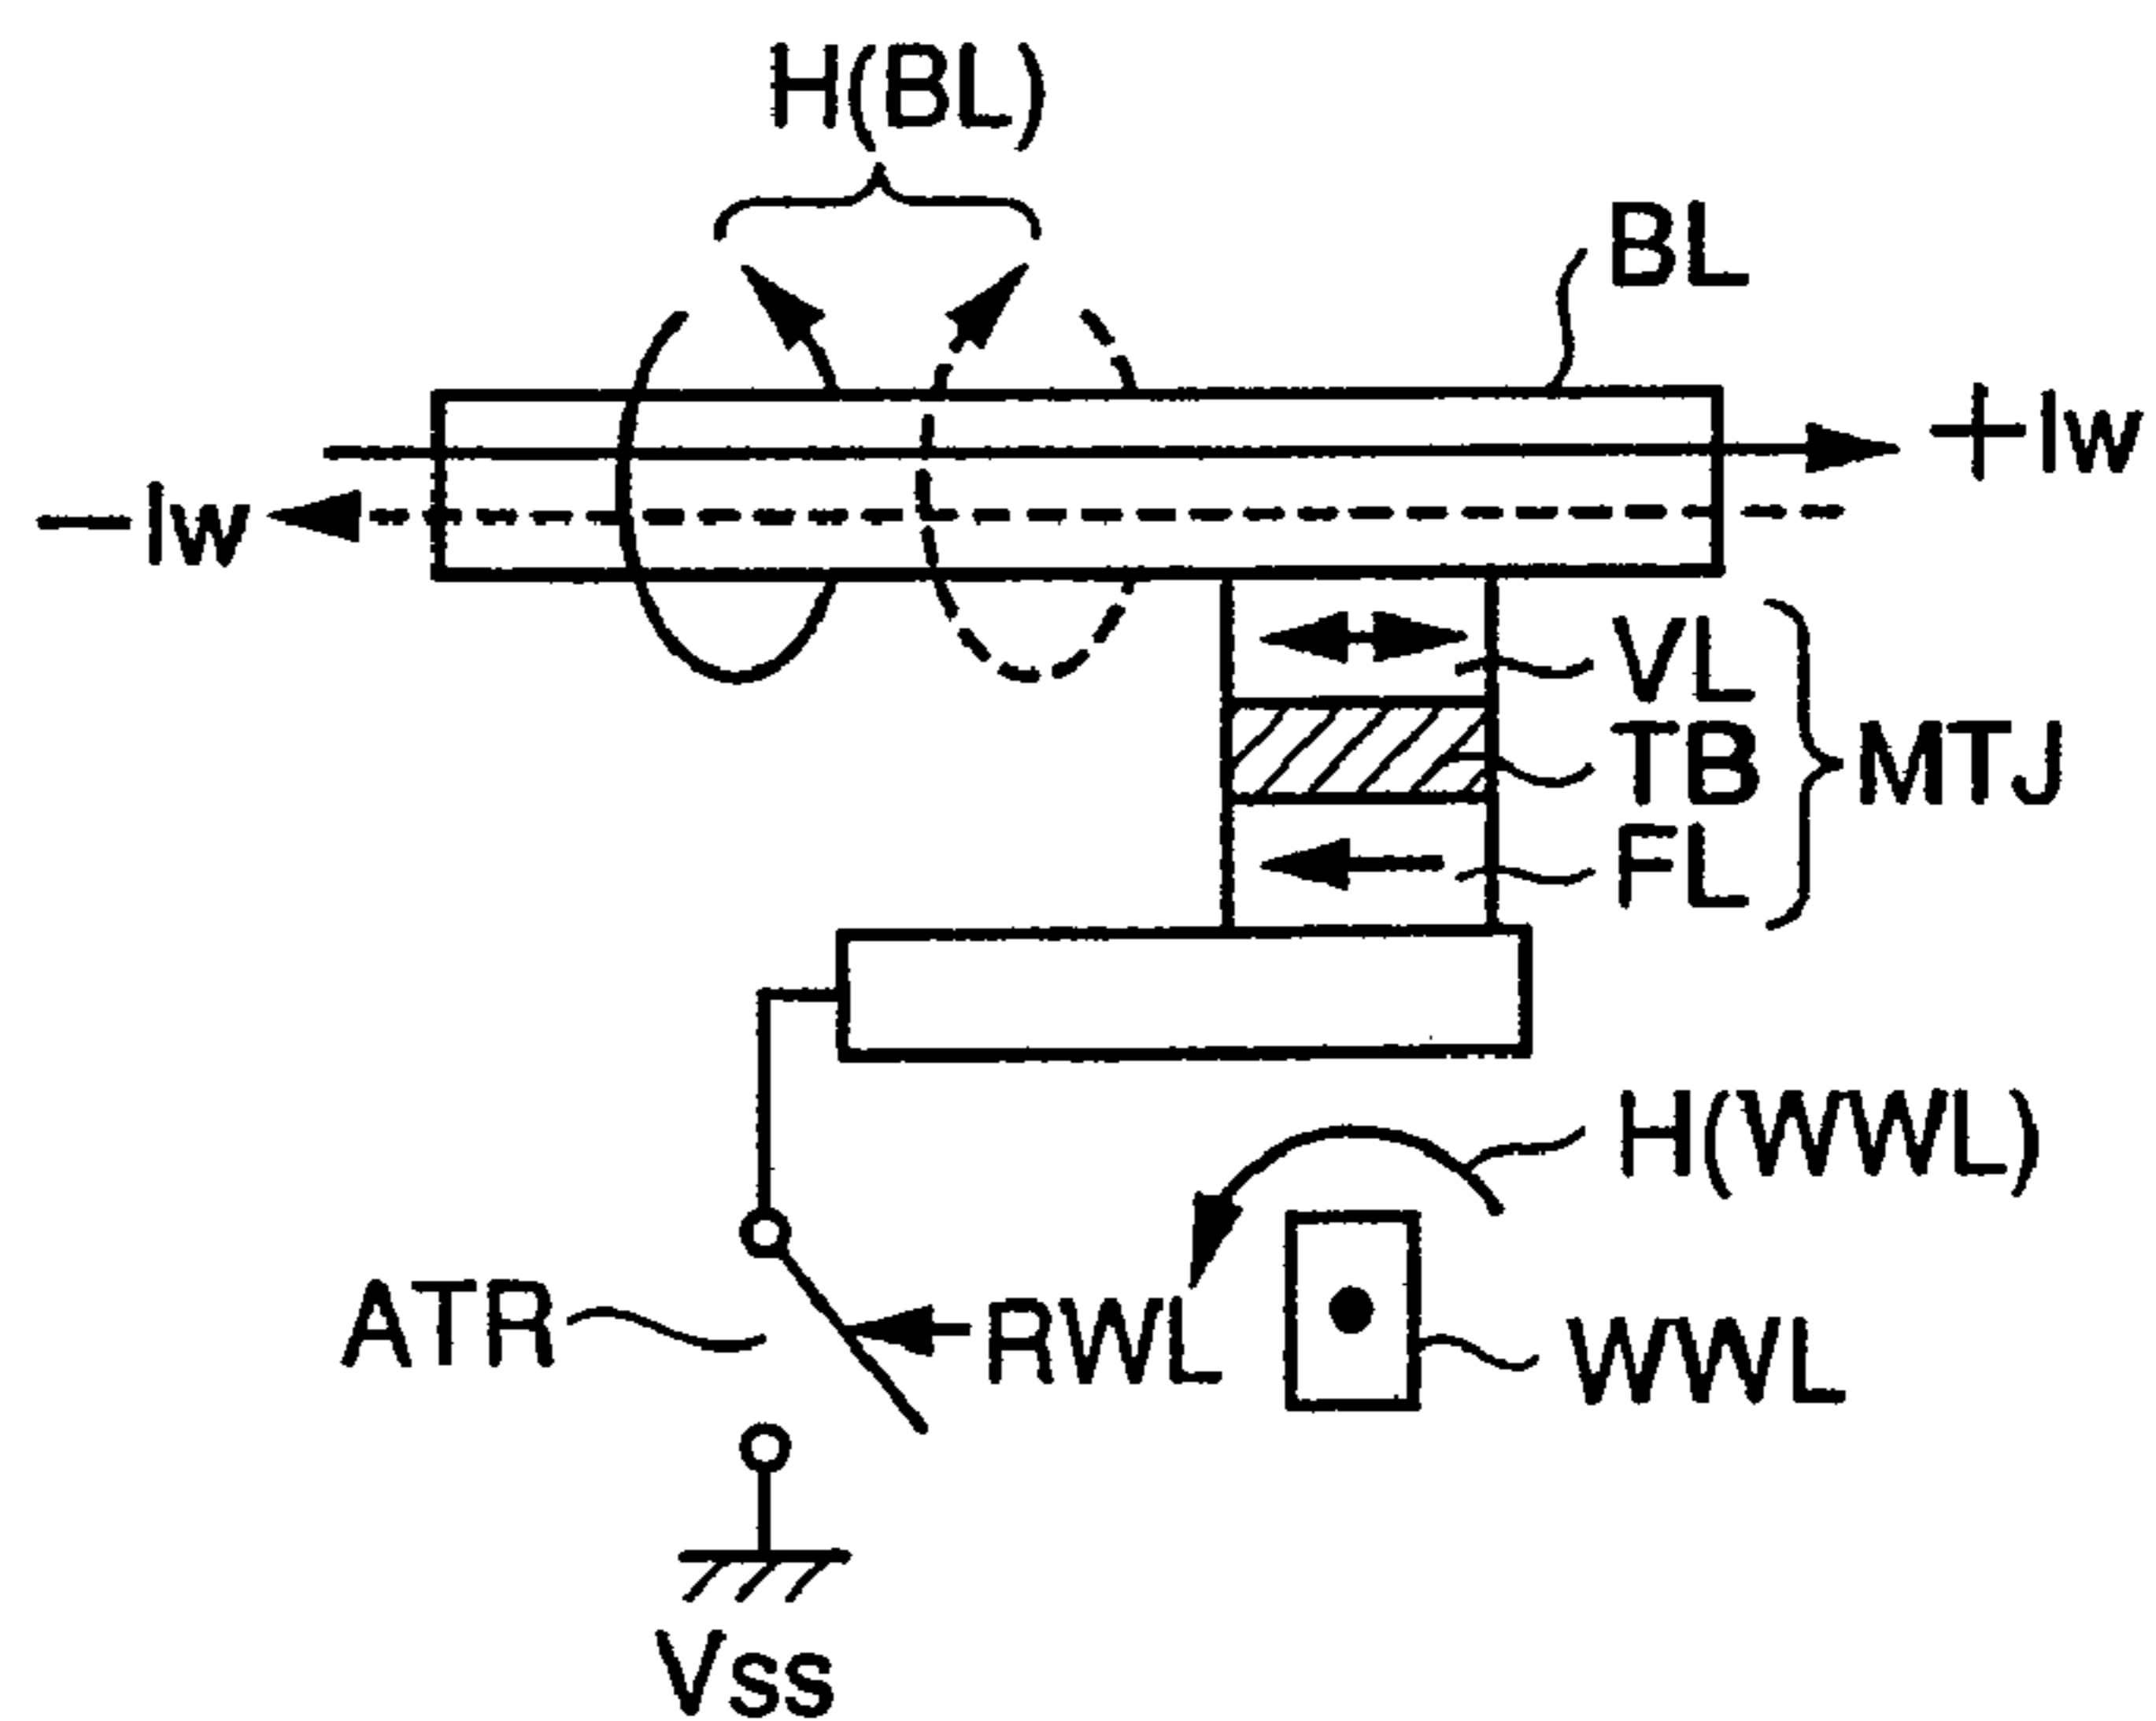 H(BL)
BL
+Iw
−Iw
VL
TB
MTJ
FL
H(WWL)
ATR
RWL
WWL
Vss